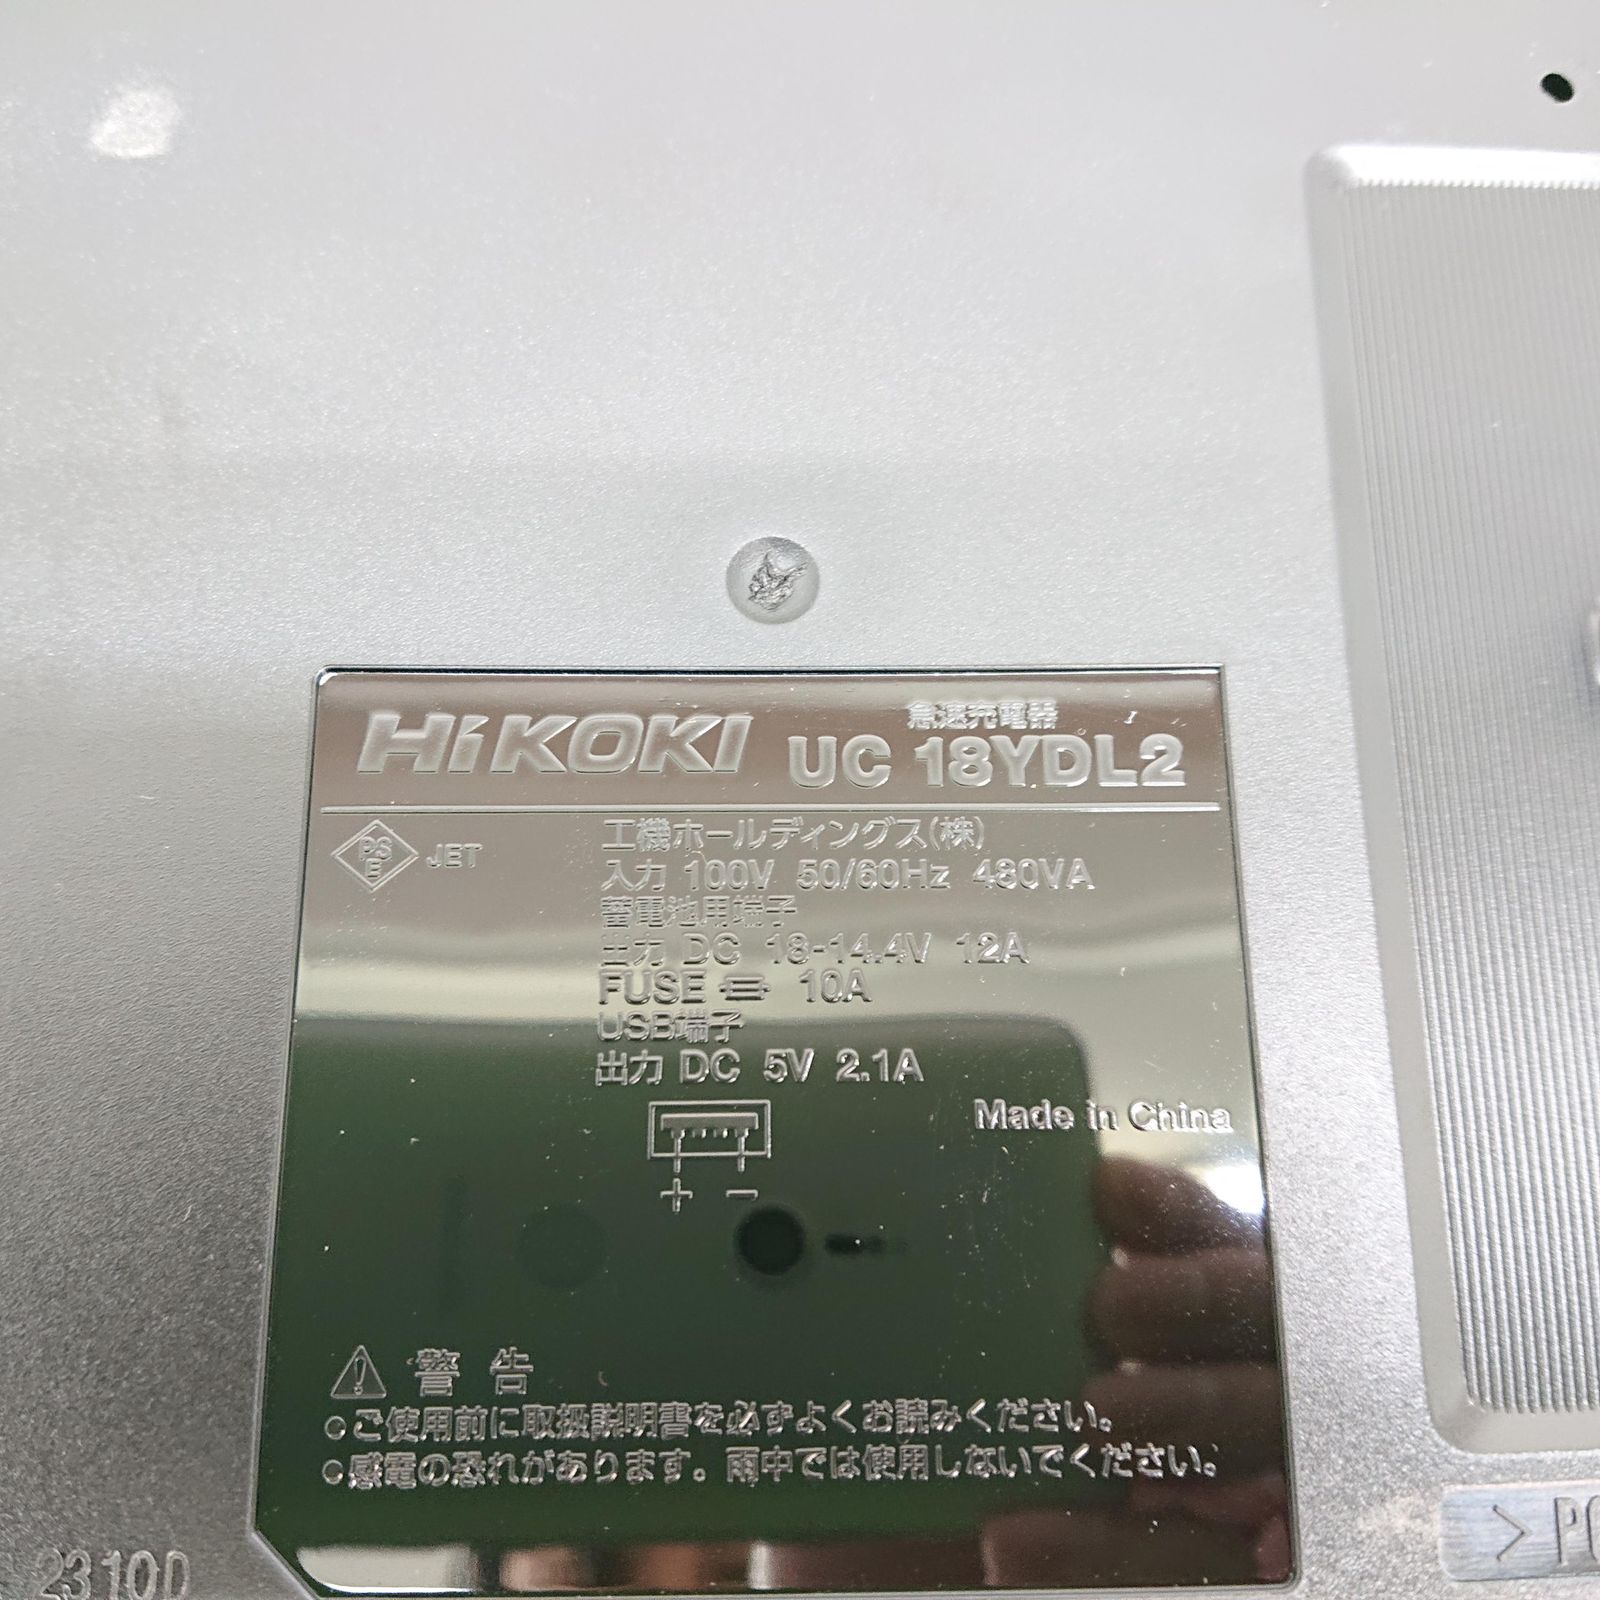 HiKOKI
急速充電器
UC 18YDL2
PSE JET
工機ホールディングス(株)
入力 100V 50/60Hz 480VA
蓄電池用端子
出力 DC 18-14.4V 12A
FUSE 10A
USB端子
出力 DC 5V 2.1A
+ −
Made in China
警告
●ご使用前に取扱説明書を必ずよくお読みください。
●感電の恐れがあります。雨中では使用しないでください。
2310D
>PC